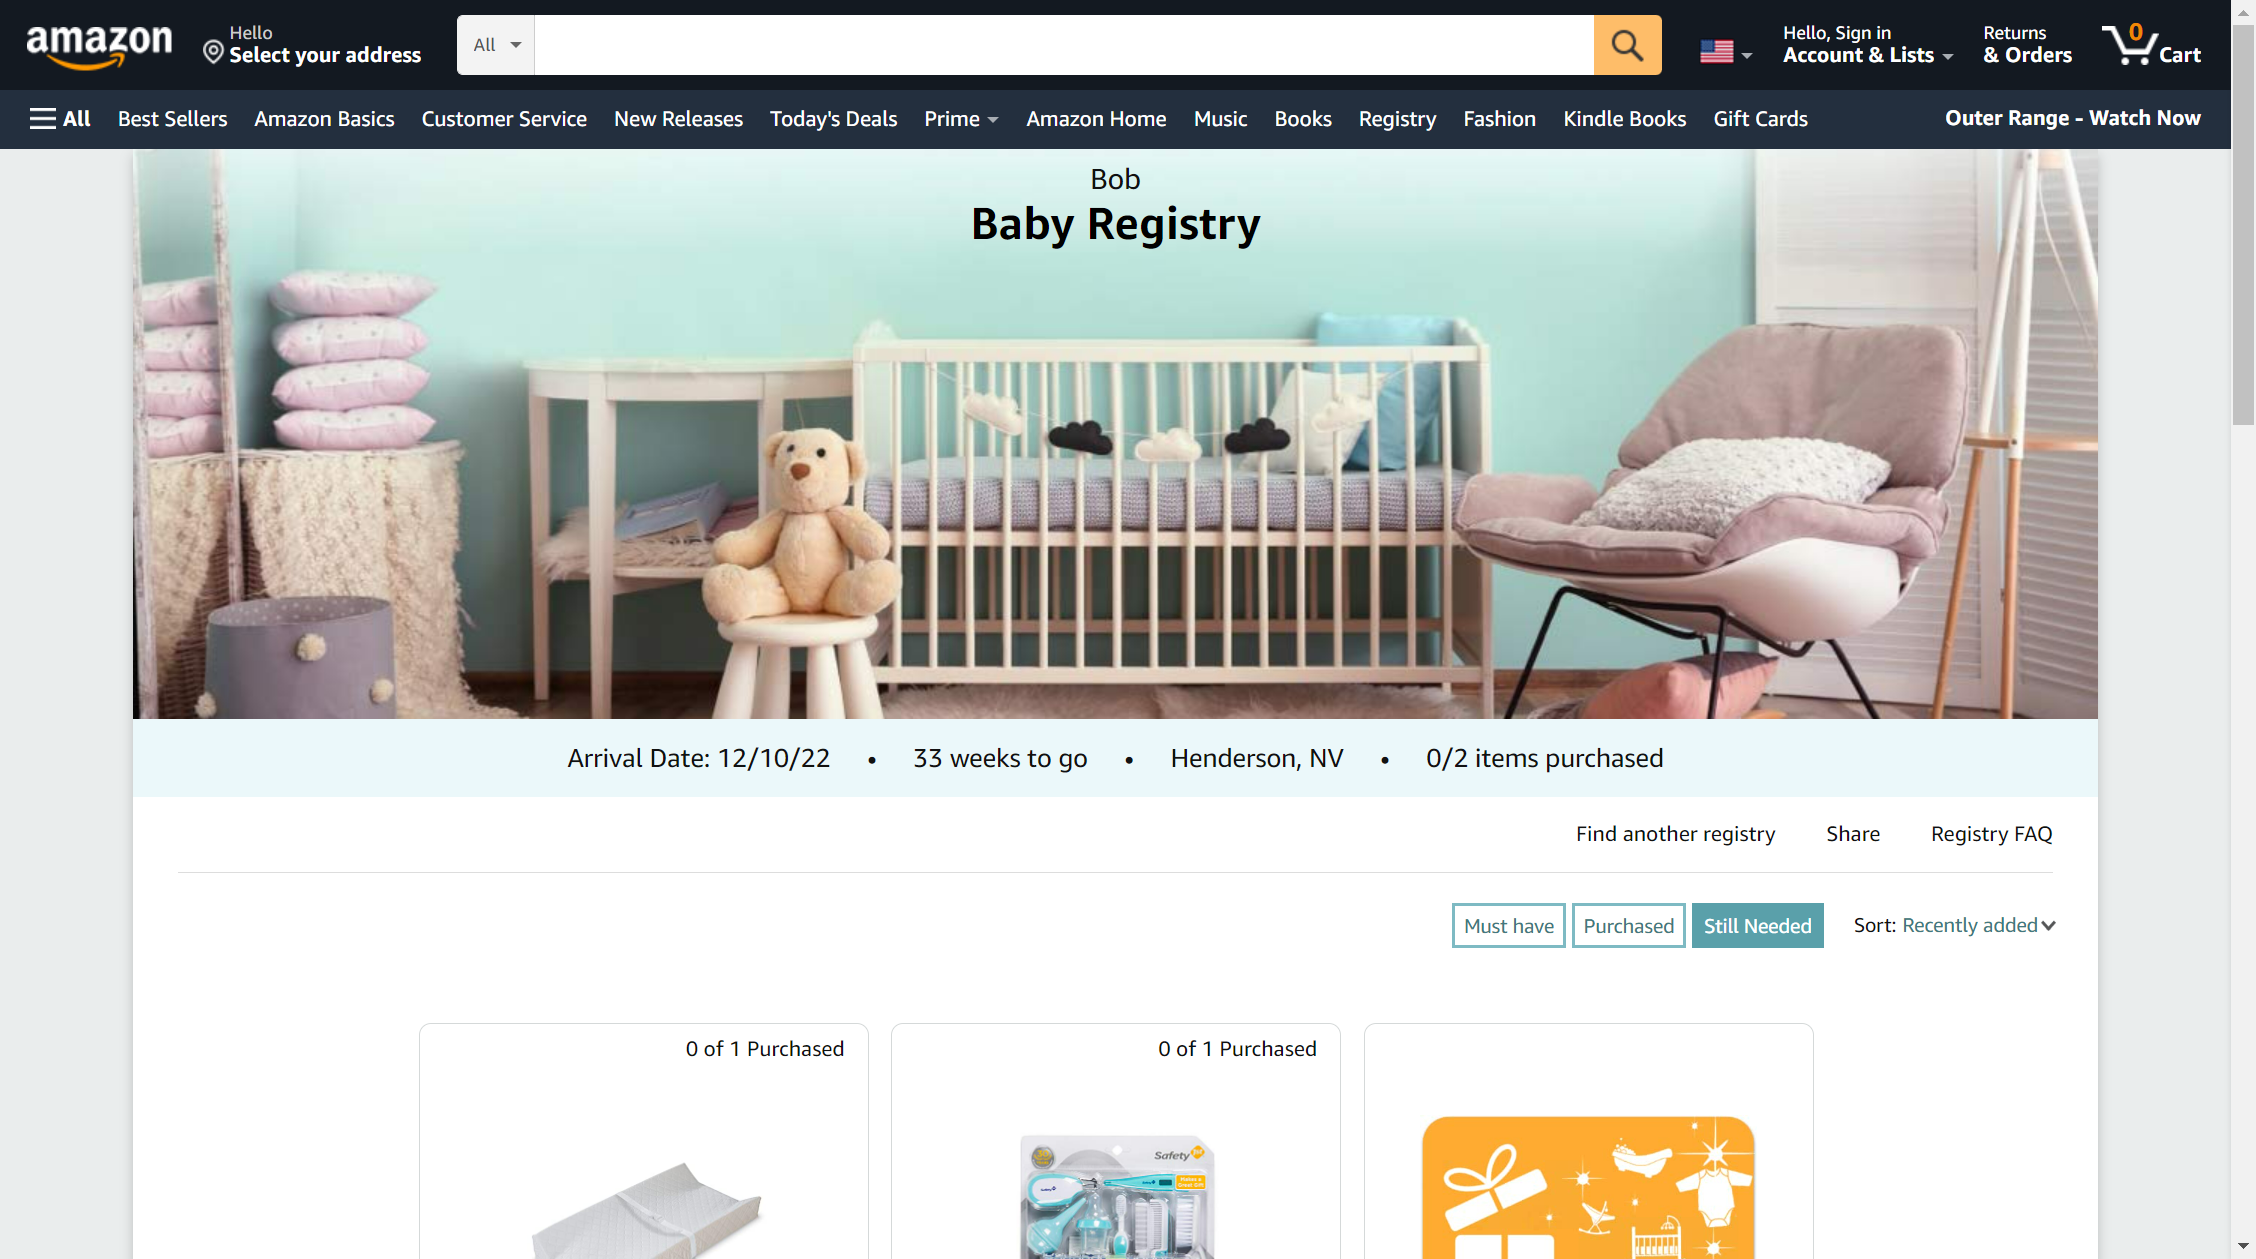 amazon
Hello
Select your address
All
Hello, Sign in
Account & Lists
Returns
& Orders
0
Cart
All
Best Sellers
Amazon Basics
Customer Service
New Releases
Today's Deals
Prime
Amazon Home
Music
Books
Registry
Fashion
Kindle Books
Gift Cards
Outer Range - Watch Now
Bob
Baby Registry
Arrival Date: 12/10/22 • 33 weeks to go • Henderson, NV • 0/2 items purchased
Find another registry
Share
Registry FAQ
Must have
Purchased
Still Needed
Sort: Recently added
0 of 1 Purchased
0 of 1 Purchased
Safety 1st